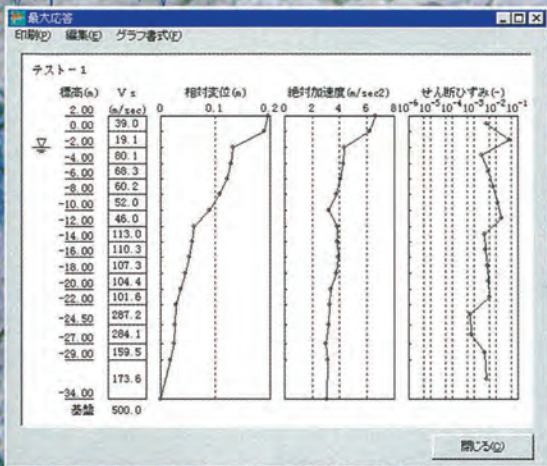 最大応答
印刷(P) 編集(E) グラフ書式(F)
テスト-1
標高(m) Vs 相対変位(m) 絶対加速度(m/sec2) せん断ひずみ(-)
2.00 (m/sec) 0 0.1 0.2 0 2 4 6 8 10-6 10-5 10-4 10-3 10-2 10-1
0.00 39.0
-2.00 19.1
-4.00 80.1
-6.00 68.3
-8.00 60.2
-10.00 52.0
-12.00 46.0
-14.00 113.0
-16.00 110.3
-18.00 107.3
-20.00 104.4
-22.00 101.6
-24.50 287.2
-27.00 284.1
-29.00 159.5
-34.00 173.6
基盤 500.0
閉じる(C)